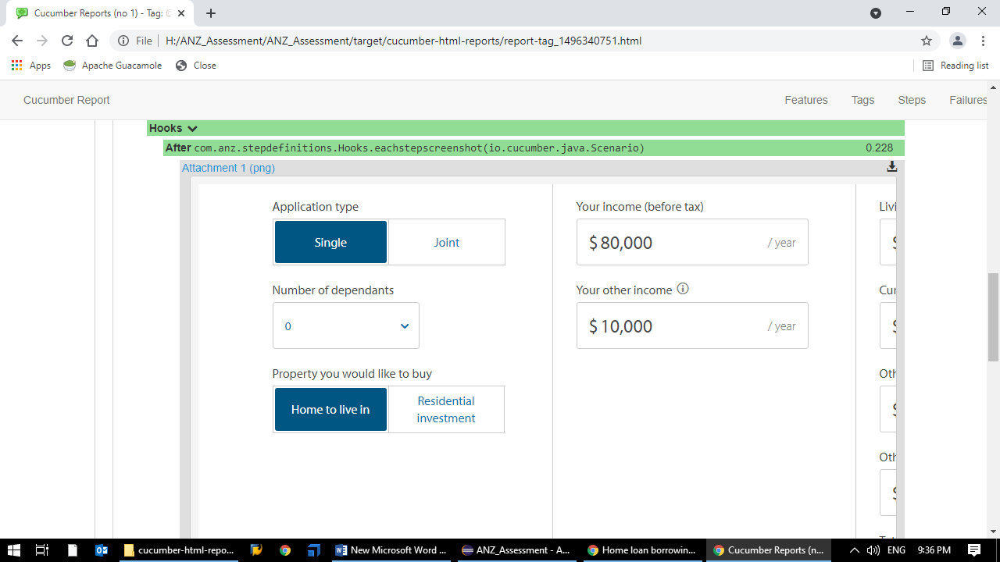 Cucumber Reports (no 1) - Tag:
File
H:/ANZ_Assessment/ANZ_Assessment/target/cucumber-html-reports/report-tag_1496340751.html
Apps
Apache Guacamole
Close
Reading list
Cucumber Report
Features
Tags
Steps
Failures
Hooks
After com.anz.stepdefinitions.Hooks.eachstepscreenshot(io.cucumber.java.Scenario)
0.228
Attachment 1 (png)
Application type
Your income (before tax)
Livi
Single
Joint
$ 80,000
/ year
Number of dependants
Your other income
Cur
0
$ 10,000
/ year
Property you would like to buy
Oth
Home to live in
Residential
investment
Oth
cucumber-html-repo...
New Microsoft Word ...
ANZ_Assessment - A...
Home loan borrowin...
Cucumber Reports (n...
ENG
9:36 PM